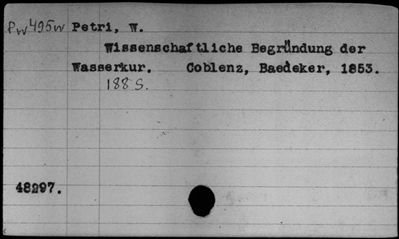 Pw495w Petri, W.
Wissenschaftliche Begründung der
Wasserkur. Coblenz, Baedeker, 1853.
188 S.
48297.